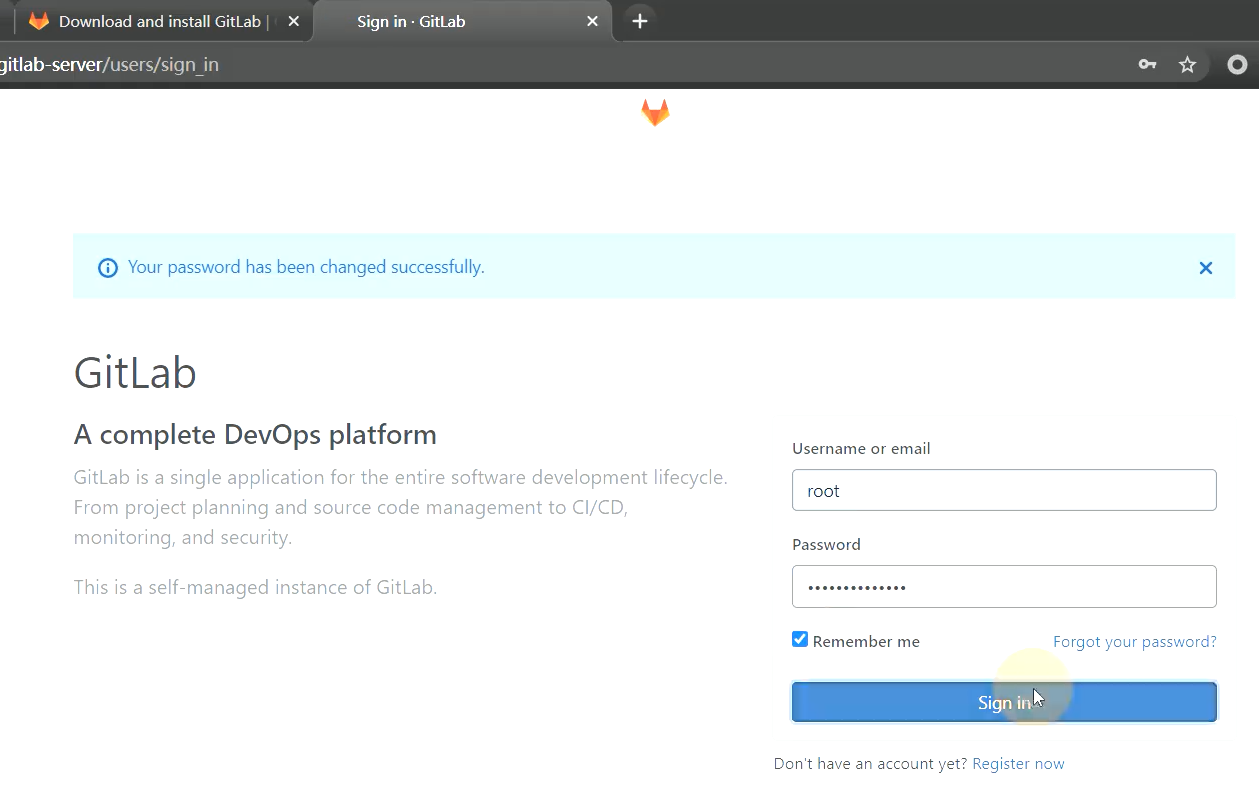 Download and install GitLab |
Sign in · GitLab
gitlab-server/users/sign_in
Your password has been changed successfully.
GitLab
A complete DevOps platform
GitLab is a single application for the entire software development lifecycle.
From project planning and source code management to CI/CD,
monitoring, and security.
This is a self-managed instance of GitLab.
Username or email
root
Password
••••••••••••••
Remember me
Forgot your password?
Sign in
Don't have an account yet? Register now